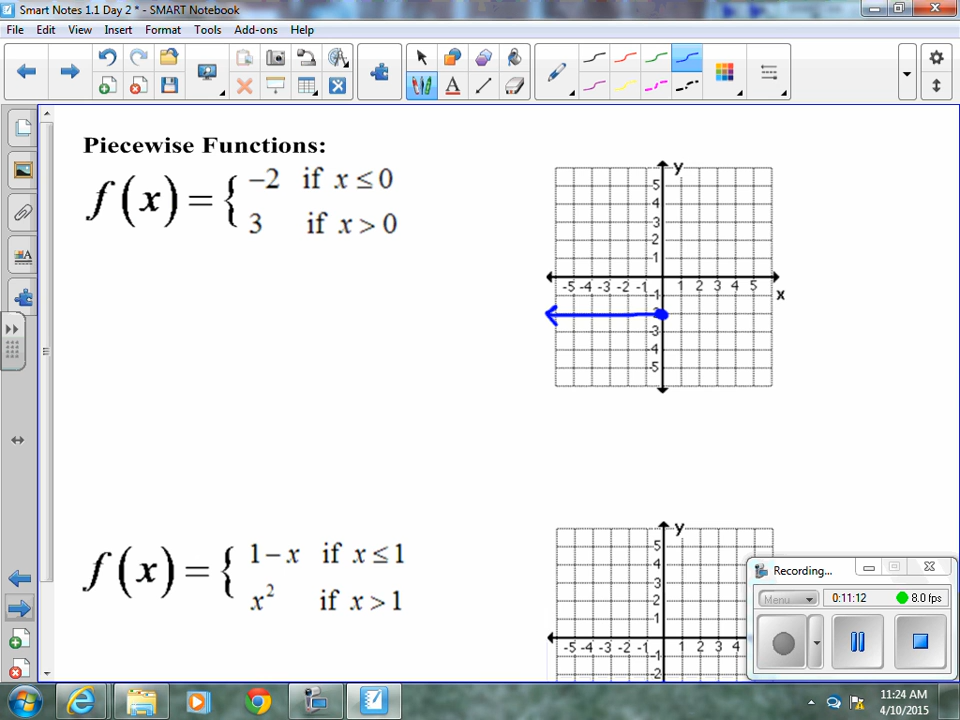 Smart Notes 1.1 Day 2 * - SMART Notebook
File Edit View Insert Format Tools Add-ons Help
Piecewise Functions:
f(x) = { −2 if x ≤ 0
3 if x > 0
y
5
4
3
2
1
-5 -4 -3 -2 -1 1 2 3 4 5
x
-1
-3
-4
-5
f(x) = { 1 − x if x ≤ 1
x² if x > 1
y
5
4
3
2
1
-5 -4 -3 -2 -1 1 2 3 4
-1
-2
Recording...
Menu 0:11:12 8.0 fps
11:24 AM
4/10/2015